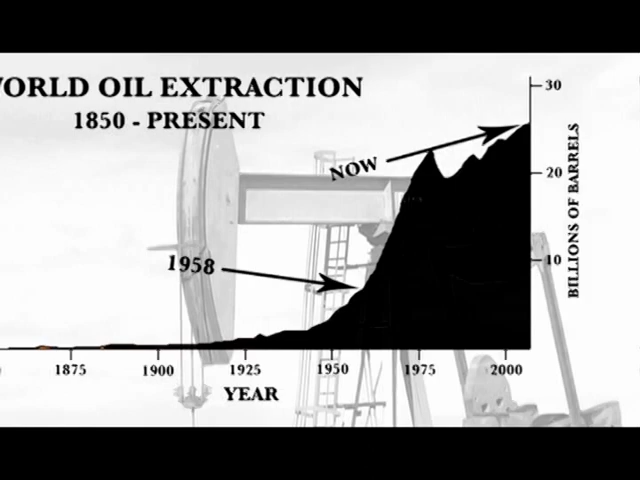 ORLD OIL EXTRACTION
1850 - PRESENT
30
NOW
20
BILLIONS OF BARRELS
1958
10
1875 1900 1925 1950 1975 2000
YEAR